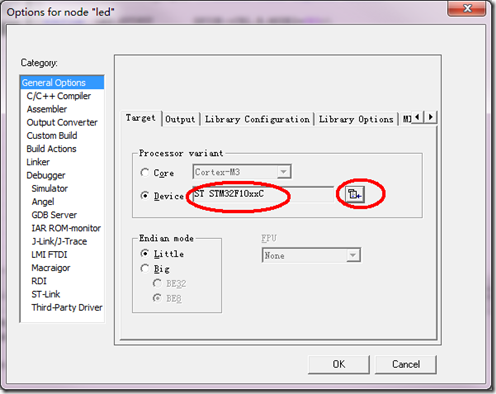 Options for node "led"
Category:
General Options
C/C++ Compiler
Assembler
Output Converter
Custom Build
Build Actions
Linker
Debugger
Simulator
Angel
GDB Server
IAR ROM-monitor
J-Link/J-Trace
LMI FTDI
Macraigor
RDI
ST-Link
Third-Party Driver
Target Output Library Configuration Library Options MI
Processor variant
Core Cortex-M3
Device ST STM32F10xxC
Endian mode
Little
Big
BE32
BE8
FPU
None
OK Cancel